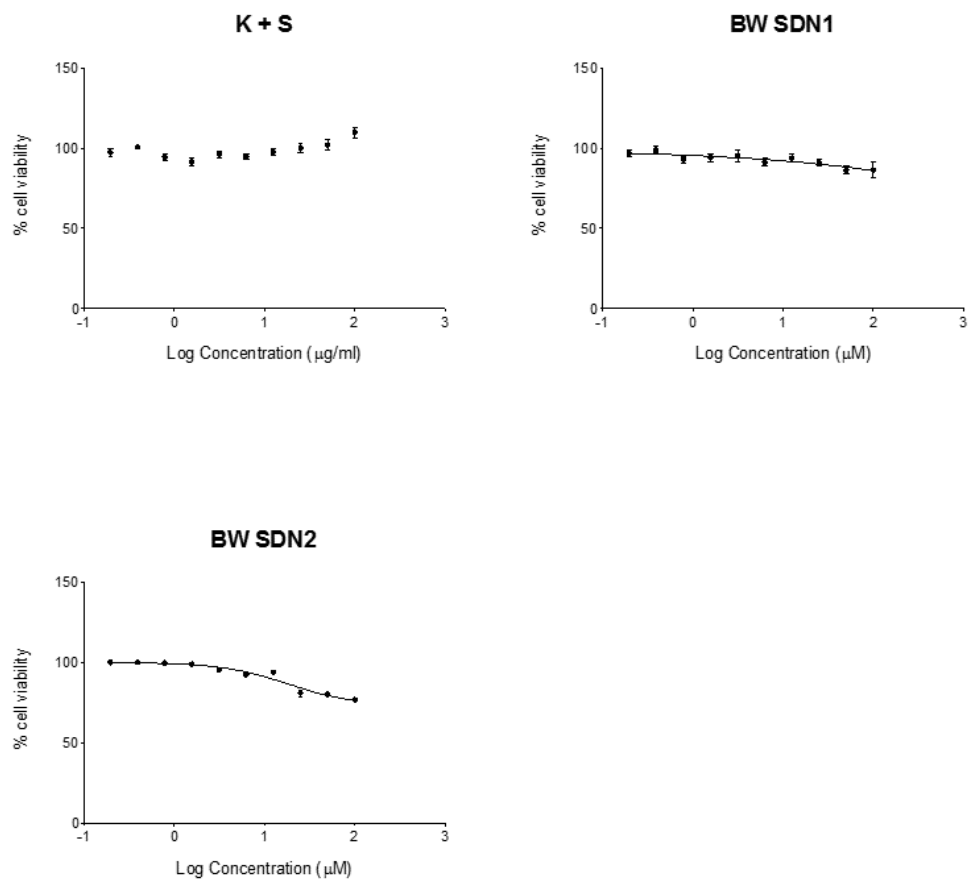 K + S
150
100
50
0
% cell viability
-1 0 1 2 3
Log Concentration (μg/ml)
BW SDN1
150
100
50
0
% cell viability
-1 0 1 2 3
Log Concentration (μM)
BW SDN2
150
100
50
0
% cell viability
-1 0 1 2 3
Log Concentration (μM)